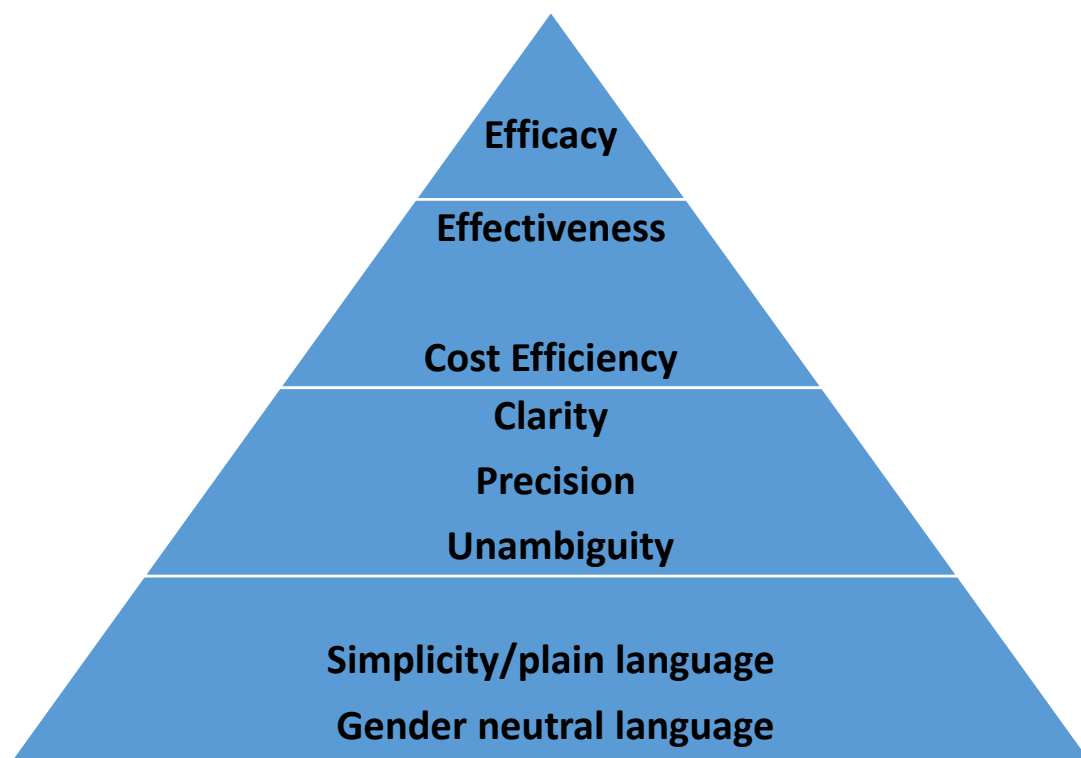 Efficacy
Effectiveness
Cost Efficiency
Clarity
Precision
Unambiguity
Simplicity/plain language
Gender neutral language